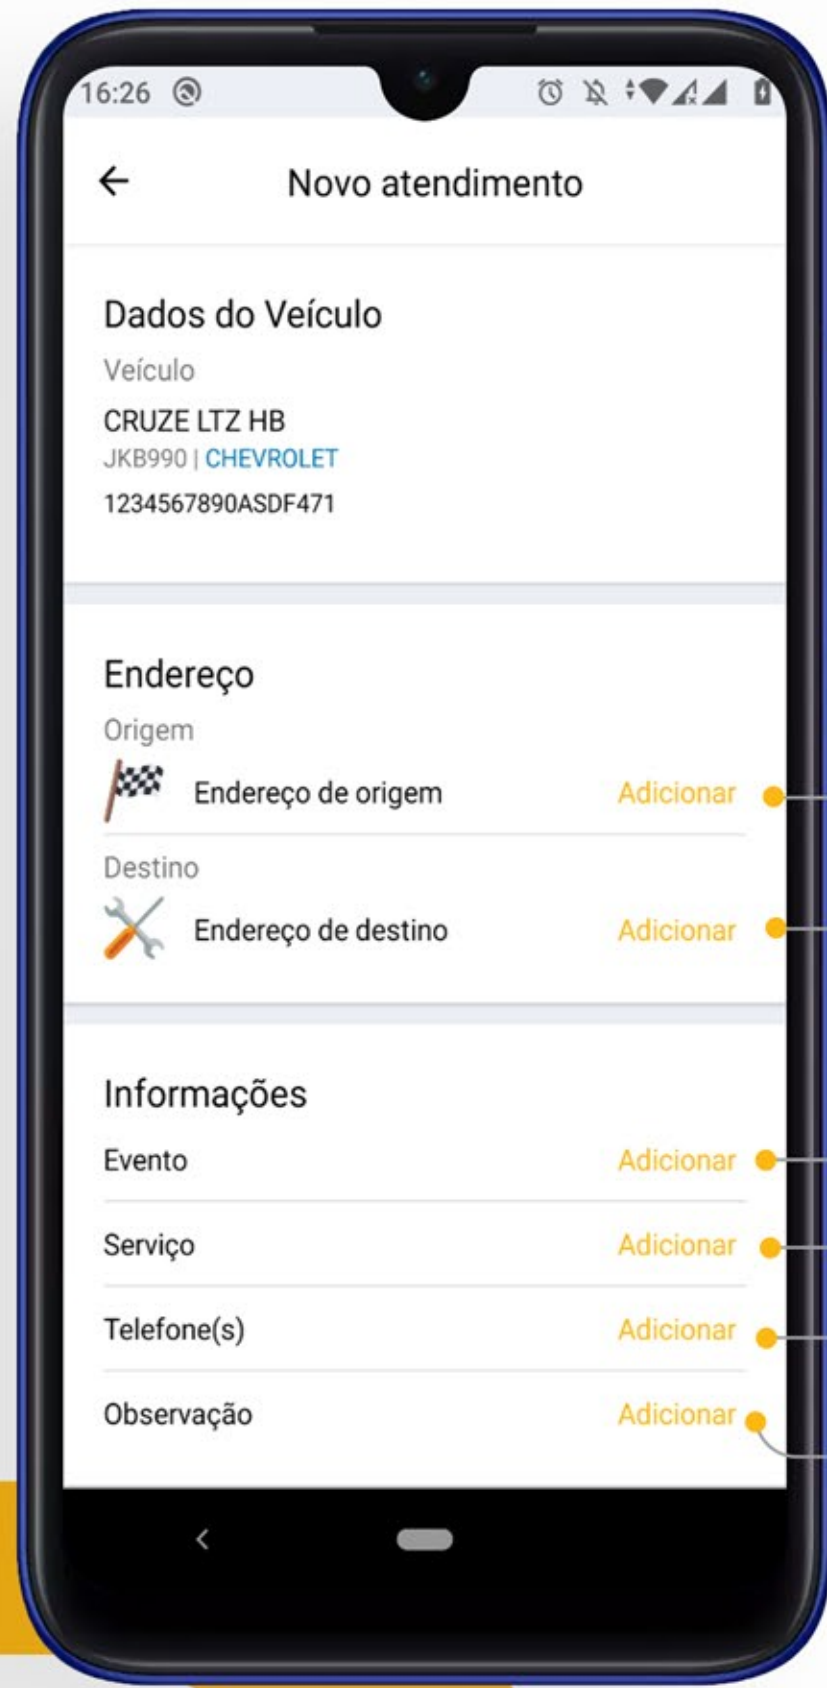 16:26
Novo atendimento
Dados do Veículo
Veículo
CRUZE LTZ HB
JKB990 | CHEVROLET
1234567890ASDF471
Endereço
Origem
Endereço de origem Adicionar
Destino
Endereço de destino Adicionar
Informações
Evento Adicionar
Serviço Adicionar
Telefone(s) Adicionar
Observação Adicionar